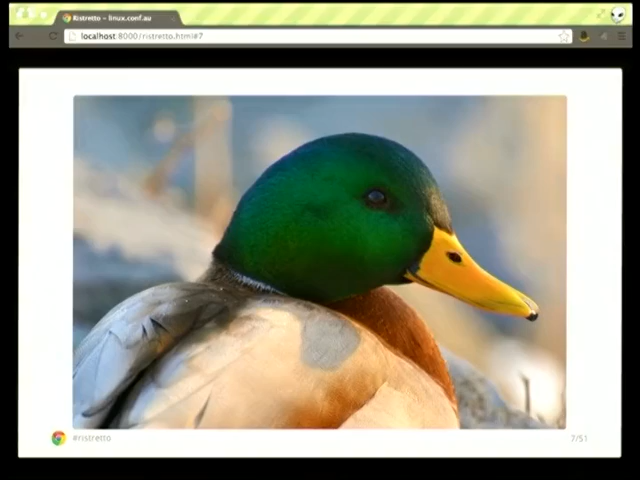 Ristretto – linux.conf.au
localhost:8000/ristretto.html#7
#ristretto
7/51